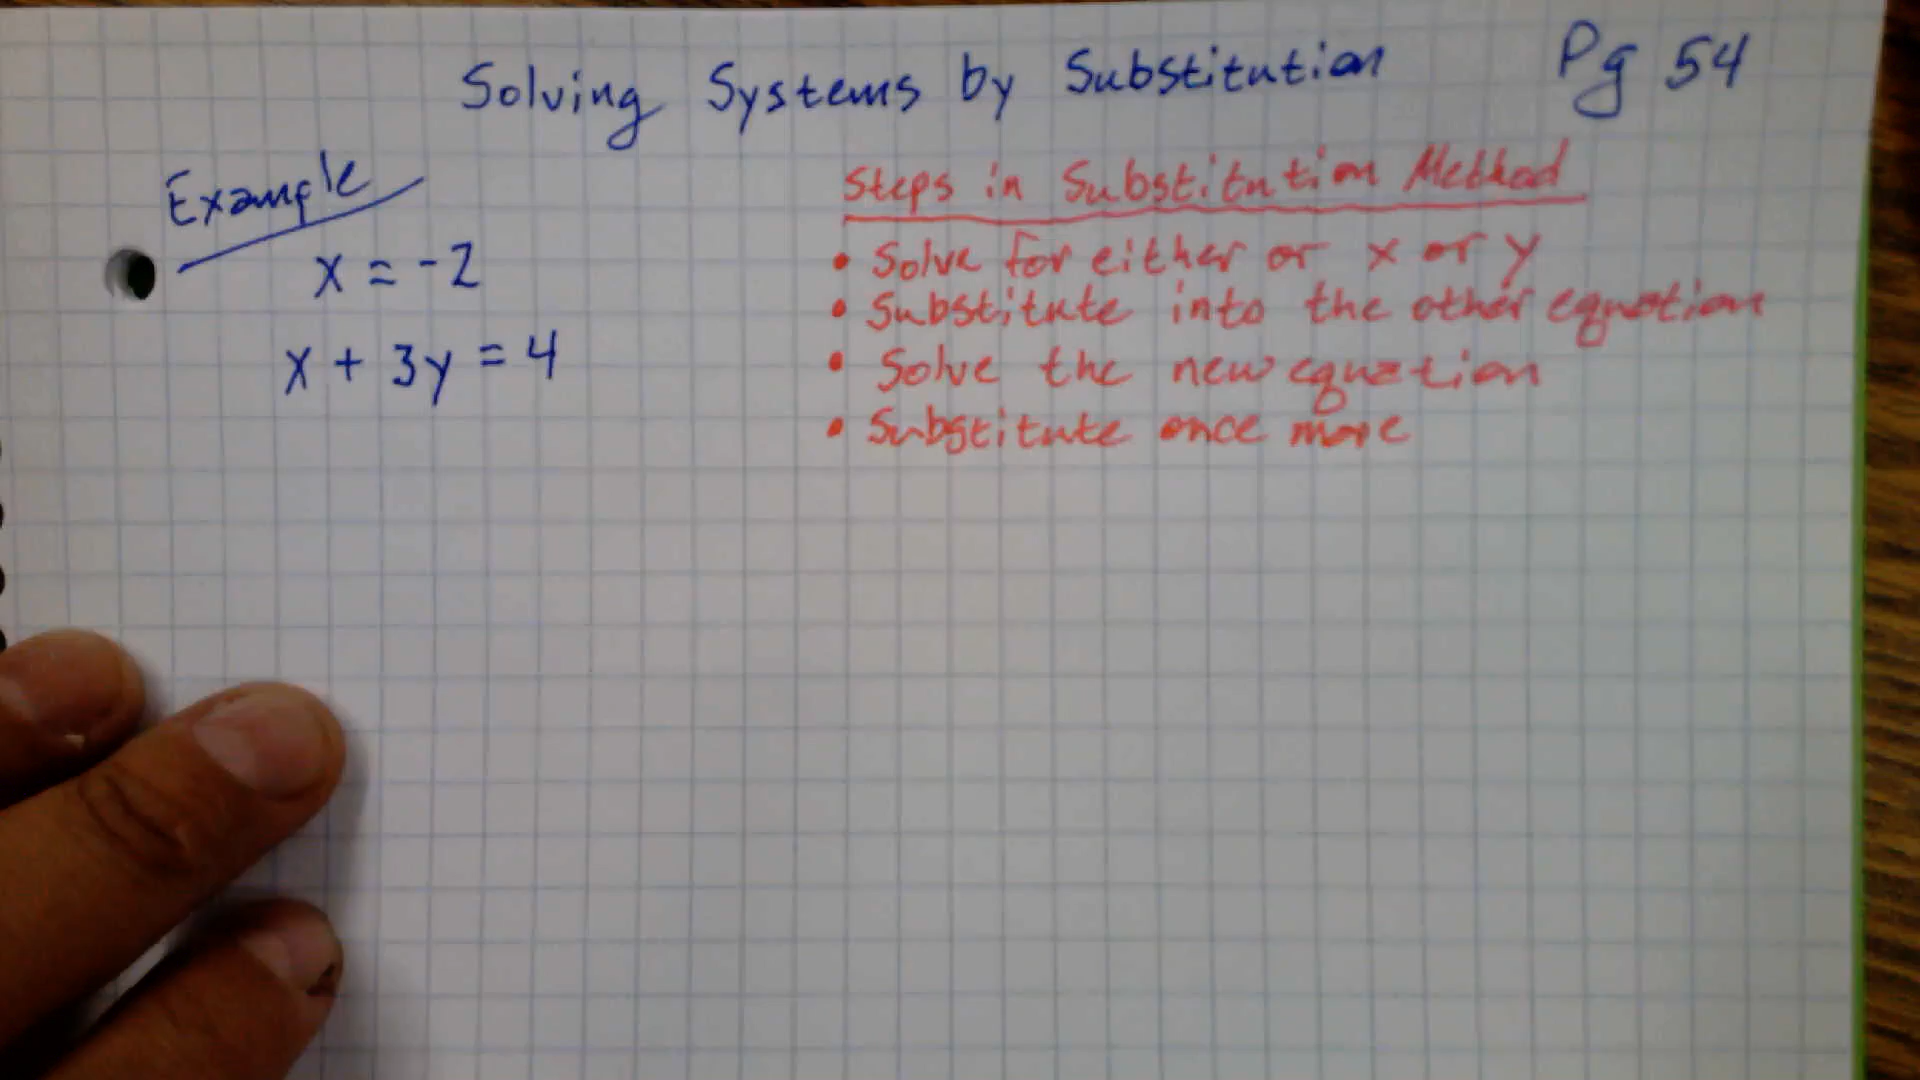 Solving Systems by Substitution Pg 54
Example
x = -2
x + 3y = 4
Steps in Substitution Method
• Solve for either or x or y
• Substitute into the other equation
• Solve the new equation
• Substitute once more